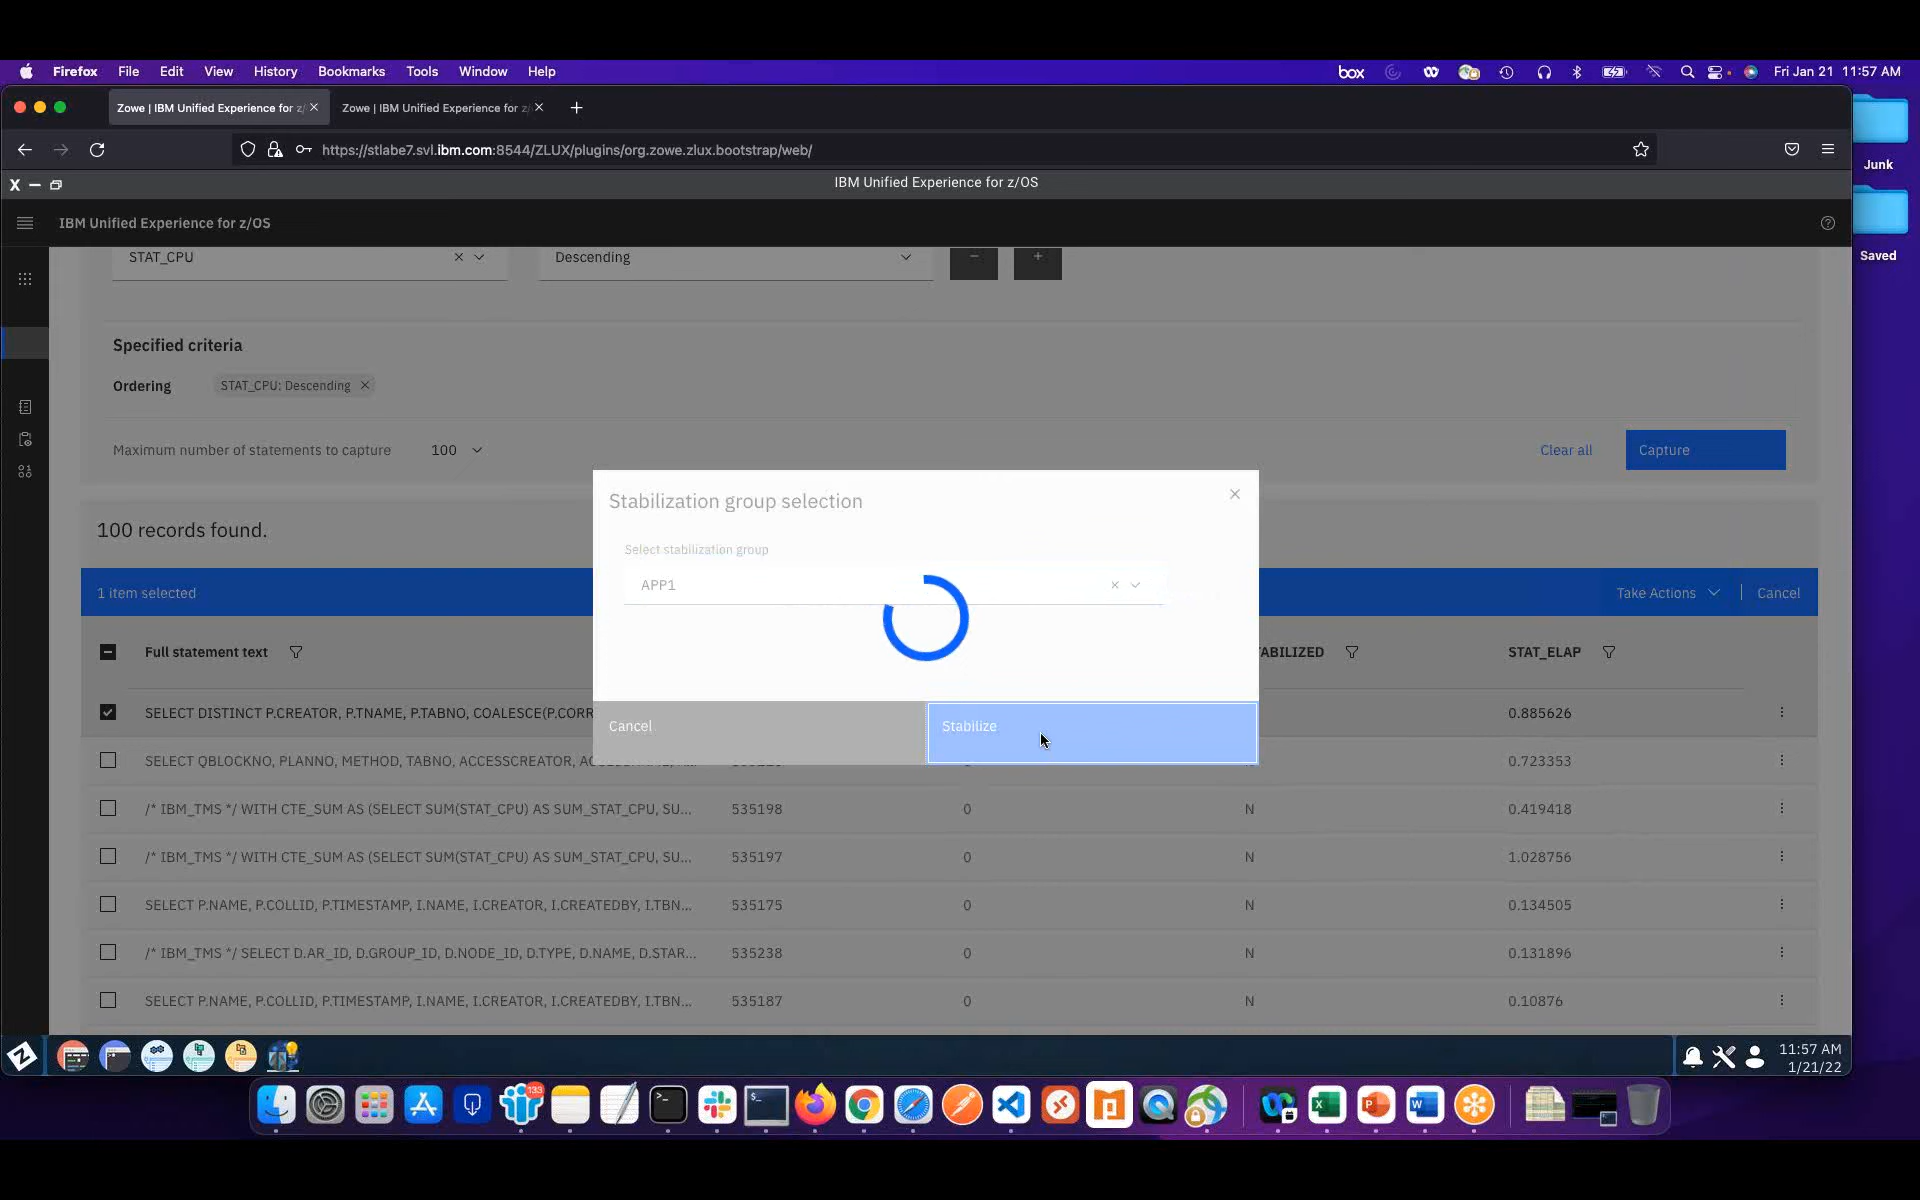 Firefox File Edit View History Bookmarks Tools Window Help box Fri Jan 21 11:57 AM
Zowe | IBM Unified Experience for z/ Zowe | IBM Unified Experience for z/
https://stlabe7.svl.ibm.com:8544/ZLUX/plugins/org.zowe.zlux.bootstrap/web/
Junk
X IBM Unified Experience for z/OS
IBM Unified Experience for z/OS
Saved
STAT_CPU Descending − +
Specified criteria
Ordering STAT_CPU: Descending
Maximum number of statements to capture 100 Clear all Capture
Stabilization group selection
100 records found.
Select stabilization group
APP1
1 item selected Take Actions Cancel
Full statement text TABILIZED STAT_ELAP
SELECT DISTINCT P.CREATOR, P.TNAME, P.TABNO, COALESCE(P.CORR 0.885626
Cancel Stabilize
SELECT QBLOCKNO, PLANNO, METHOD, TABNO, ACCESSCREATOR, 0.723353
/* IBM_TMS */ WITH CTE_SUM AS (SELECT SUM(STAT_CPU) AS SUM_STAT_CPU, SU... 535198 0 N 0.419418
/* IBM_TMS */ WITH CTE_SUM AS (SELECT SUM(STAT_CPU) AS SUM_STAT_CPU, SU... 535197 0 N 1.028756
SELECT P.NAME, P.COLLID, P.TIMESTAMP, I.NAME, I.CREATOR, I.CREATEDBY, I.TBN... 535175 0 N 0.134505
/* IBM_TMS */ SELECT D.AR_ID, D.GROUP_ID, D.NODE_ID, D.TYPE, D.NAME, D.STAR... 535238 0 N 0.131896
SELECT P.NAME, P.COLLID, P.TIMESTAMP, I.NAME, I.CREATOR, I.CREATEDBY, I.TBN... 535187 0 N 0.10876
11:57 AM
1/21/22
133